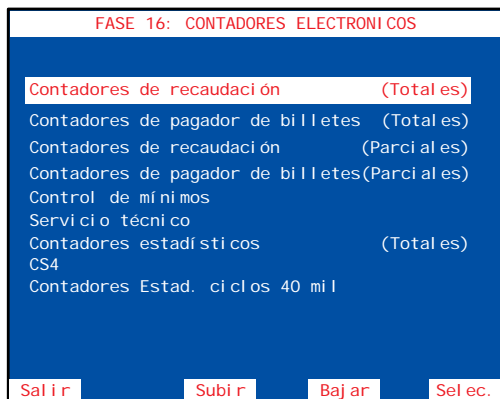 FASE 16: CONTADORES ELECTRONICOS
Contadores de recaudación (Totales)
Contadores de pagador de billetes (Totales)
Contadores de recaudación (Parciales)
Contadores de pagador de billetes(Parciales)
Control de mínimos
Servicio técnico
Contadores estadísticos (Totales)
CS4
Contadores Estad. ciclos 40 mil
Salir Subir Bajar Selec.